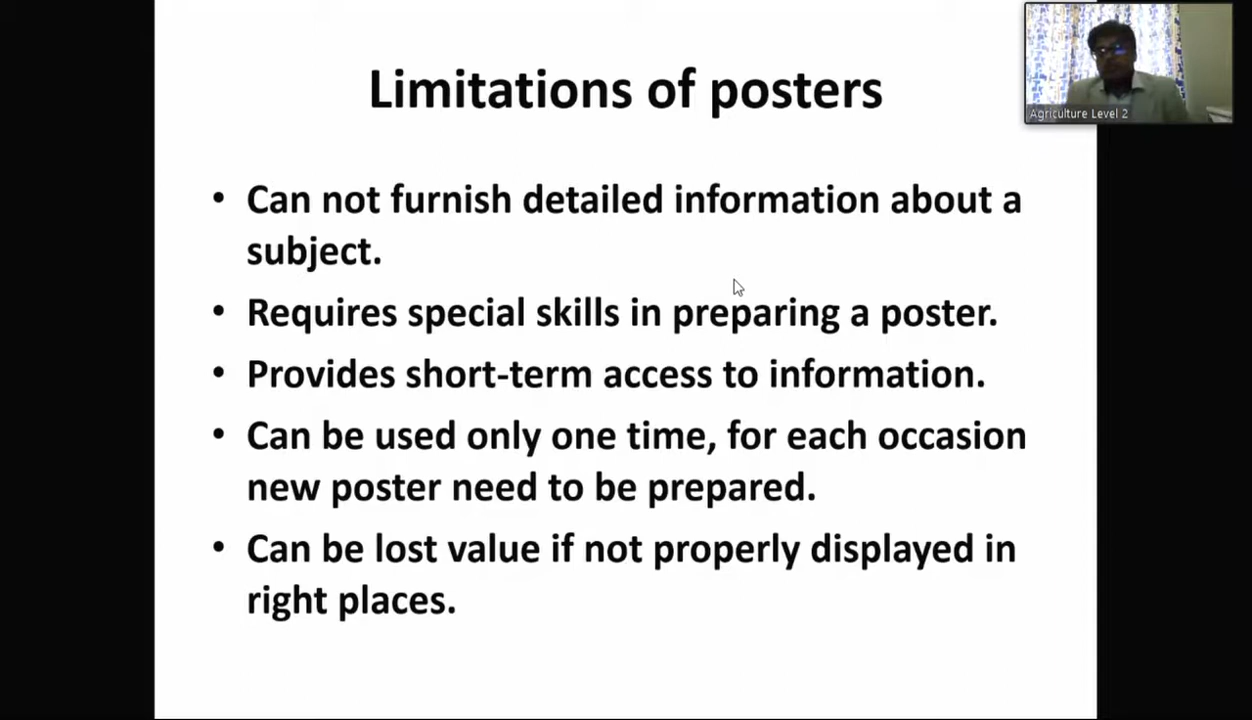 Limitations of posters
Agriculture Level 2
• Can not furnish detailed information about a
subject.
• Requires special skills in preparing a poster.
• Provides short-term access to information.
• Can be used only one time, for each occasion
new poster need to be prepared.
• Can be lost value if not properly displayed in
right places.